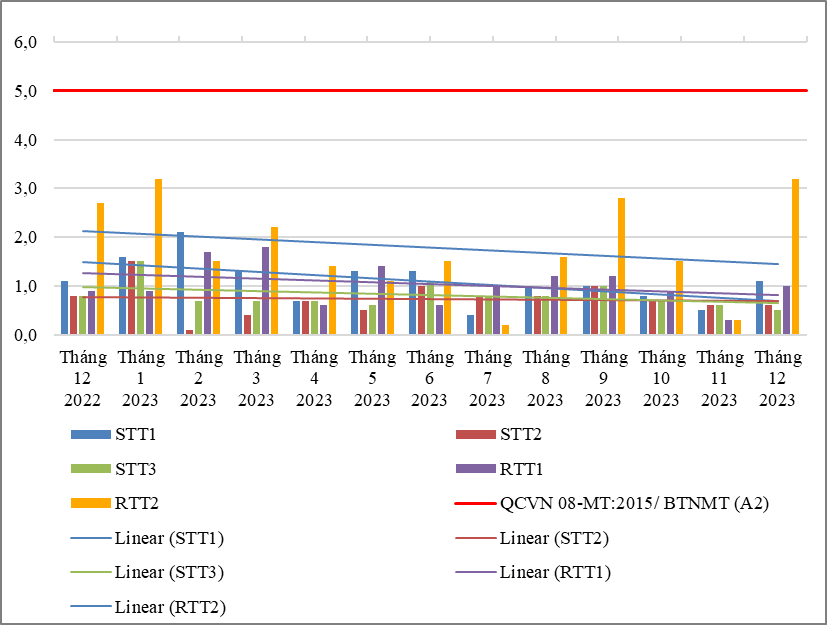 6,0
5,0
4,0
3,0
2,0
1,0
0,0
Tháng Tháng Tháng Tháng Tháng Tháng Tháng Tháng Tháng Tháng Tháng Tháng Tháng
12 1 2 3 4 5 6 7 8 9 10 11 12
2022 2023 2023 2023 2023 2023 2023 2023 2023 2023 2023 2023 2023
STT1 STT2
STT3 RTT1
RTT2 QCVN 08-MT:2015/ BTNMT (A2)
Linear (STT1) Linear (STT2)
Linear (STT3) Linear (RTT1)
Linear (RTT2)